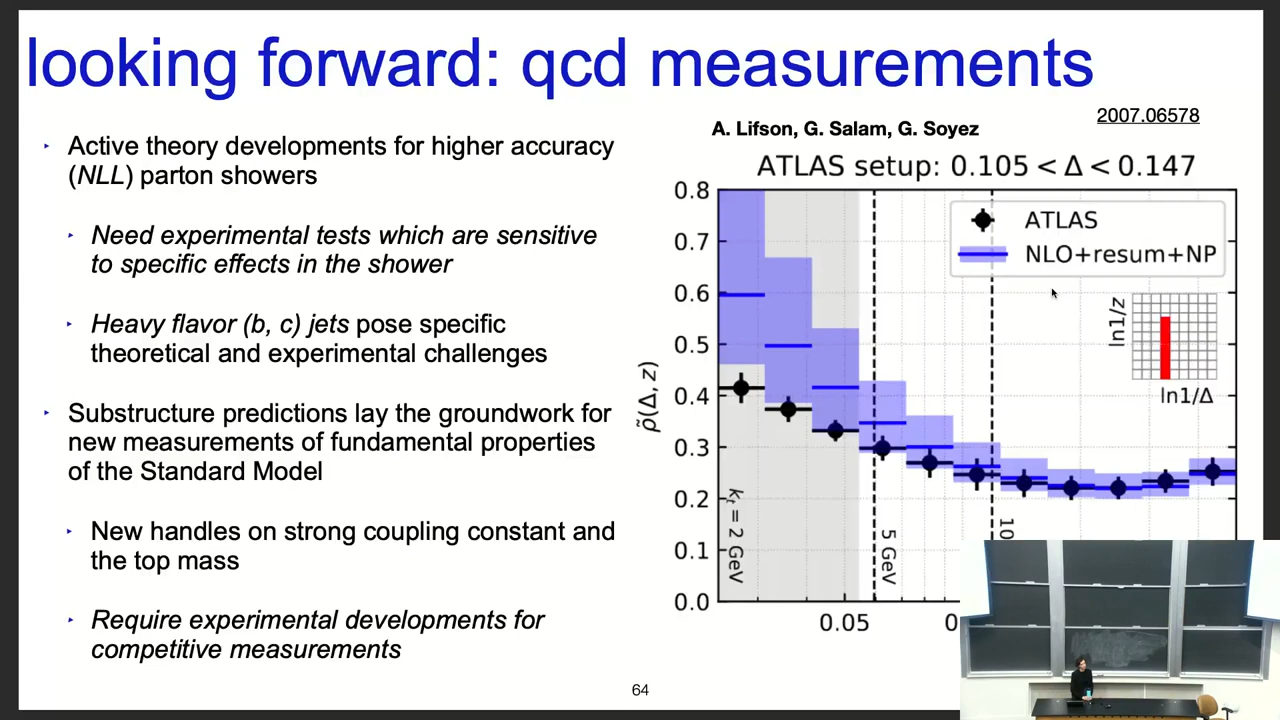 looking forward: qcd measurements
2007.06578
A. Lifson, G. Salam, G. Soyez
‣ Active theory developments for higher accuracy
(NLL) parton showers
‣ Need experimental tests which are sensitive
to specific effects in the shower
‣ Heavy flavor (b, c) jets pose specific
theoretical and experimental challenges
‣ Substructure predictions lay the groundwork for
new measurements of fundamental properties
of the Standard Model
‣ New handles on strong coupling constant and
the top mass
‣ Require experimental developments for
competitive measurements
ATLAS setup: 0.105 < Δ < 0.147
ATLAS
NLO+resum+NP
ln1/z
ln1/Δ
ρ̃(Δ, z)
0.8
0.7
0.6
0.5
0.4
0.3
0.2
0.1
0.0
k_t = 2 GeV
5 GeV
10
0.05
0
64